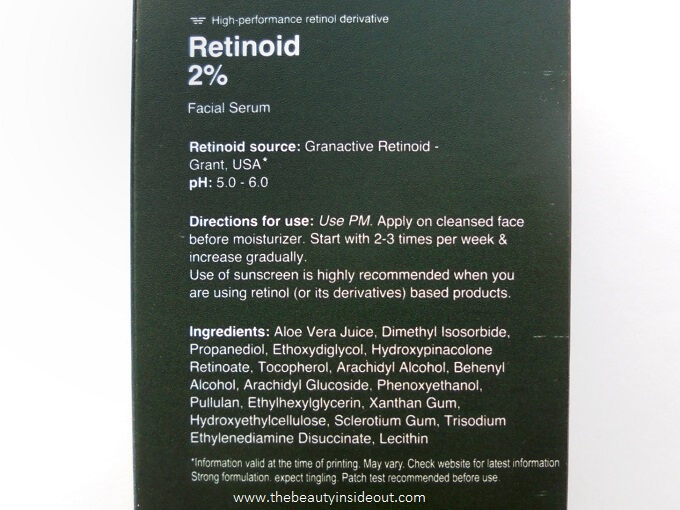 High-performance retinol derivative
Retinoid
2%
Facial Serum
Retinoid source: Granactive Retinoid -
Grant, USA*
pH: 5.0 - 6.0
Directions for use: Use PM. Apply on cleansed face
before moisturizer. Start with 2-3 times per week &
increase gradually.
Use of sunscreen is highly recommended when you
are using retinol (or its derivatives) based products.
Ingredients: Aloe Vera Juice, Dimethyl Isosorbide,
Propanediol, Ethoxydiglycol, Hydroxypinacolone
Retinoate, Tocopherol, Arachidyl Alcohol, Behenyl
Alcohol, Arachidyl Glucoside, Phenoxyethanol,
Pullulan, Ethylhexylglycerin, Xanthan Gum,
Hydroxyethylcellulose, Sclerotium Gum, Trisodium
Ethylenediamine Disuccinate, Lecithin
*Information valid at the time of printing. May vary. Check website for latest information
Strong formulation. expect tingling. Patch test recommended before use.
www.thebeautyinsideout.com